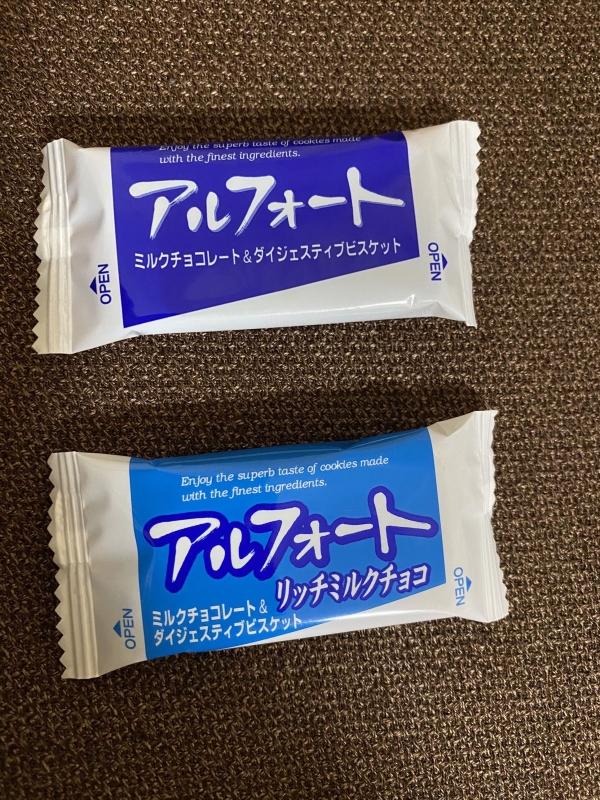 Enjoy the superb taste of cookies made
with the finest ingredients.
アルフォート
ミルクチョコレート&ダイジェスティブビスケット
OPEN
OPEN
Enjoy the superb taste of cookies made
with the finest ingredients.
アルフォート
リッチミルクチョコ
ミルクチョコレート&
ダイジェスティブビスケット
OPEN
OPEN